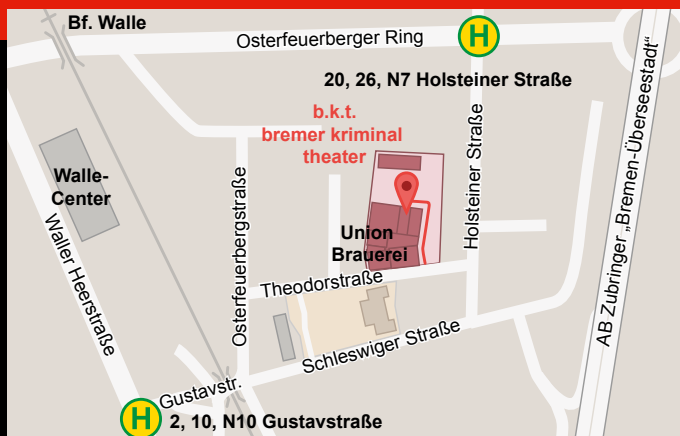 Bf. Walle
Osterfeuerberger Ring
H
20, 26, N7 Holsteiner Straße
b.k.t.
bremer kriminal
theater
Walle-
Center
Union
Brauerei
Holsteiner Straße
AB Zubringer „Bremen-Überseestadt“
Osterfeuerbergstraße
Waller Heerstraße
Theodorstraße
Schleswiger Straße
Gustavstr.
H
2, 10, N10 Gustavstraße